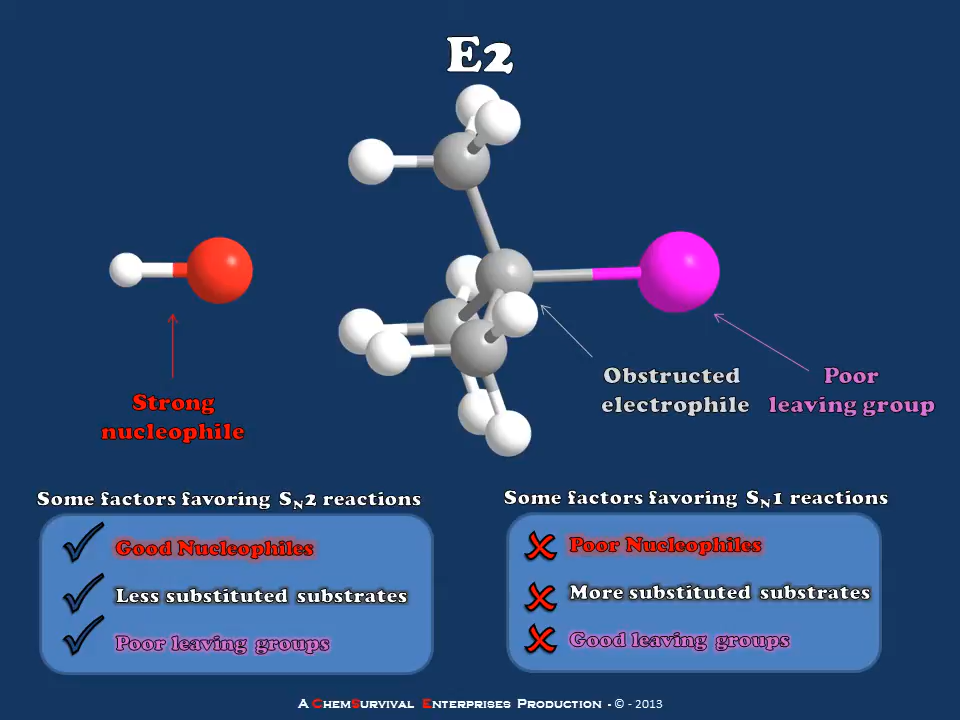 E2
Strong
nucleophile
Obstructed
electrophile
Poor
leaving group
Some factors favoring SN2 reactions
Good Nucleophiles
Less substituted substrates
Poor leaving groups
Some factors favoring SN1 reactions
Poor Nucleophiles
More substituted substrates
Good leaving groups
A ChemSurvival Enterprises Production - © - 2013